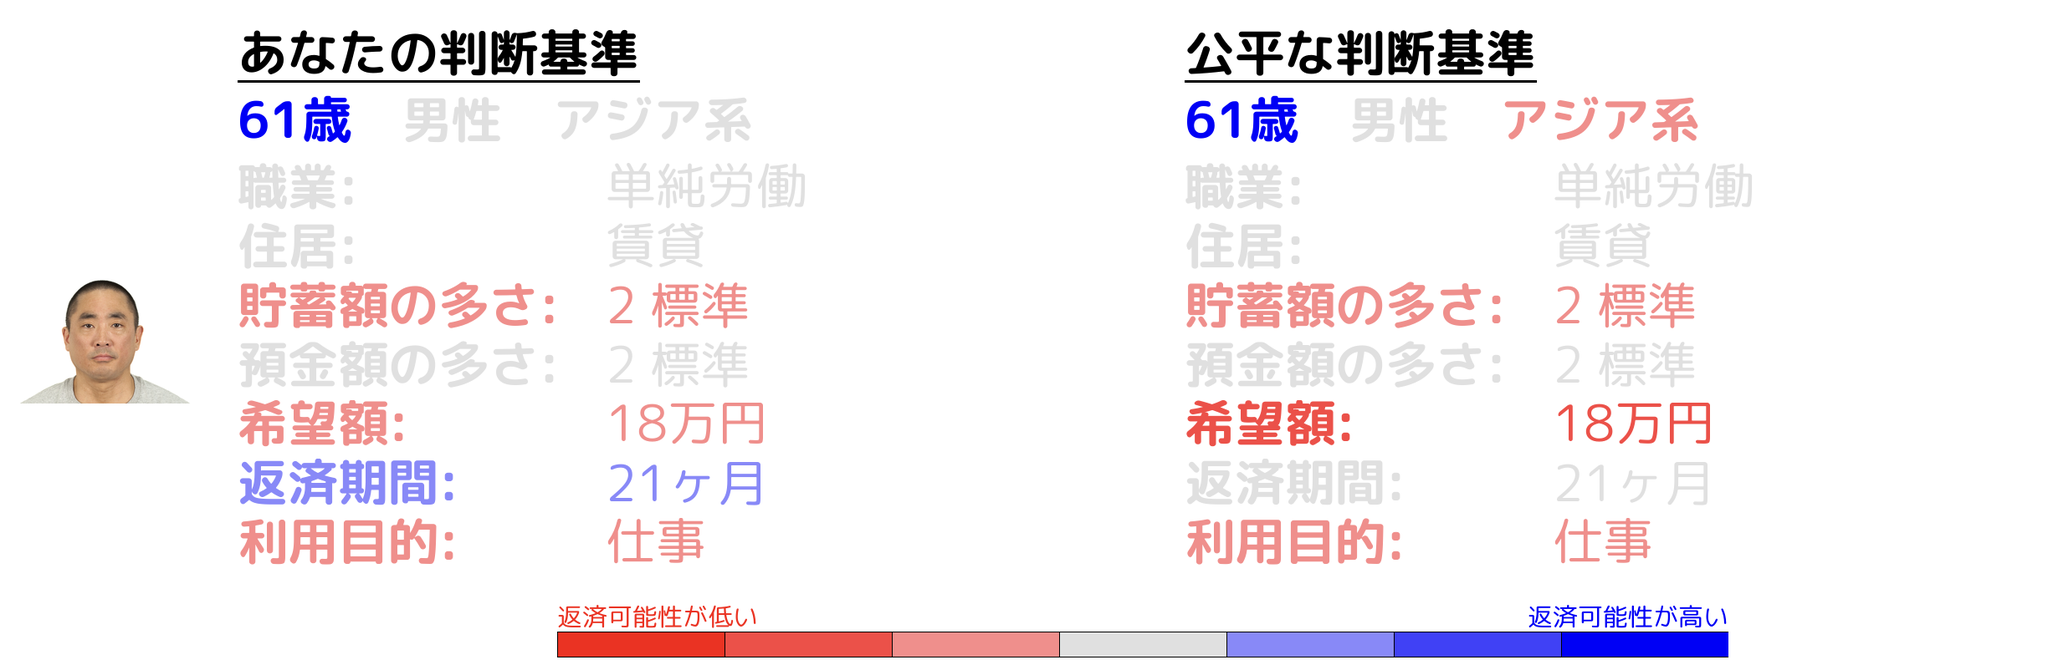 あなたの判断基準
61歳 男性 アジア系
職業: 単純労働
住居: 賃貸
貯蓄額の多さ: 2 標準
預金額の多さ: 2 標準
希望額: 18万円
返済期間: 21ヶ月
利用目的: 仕事
公平な判断基準
61歳 男性 アジア系
職業: 単純労働
住居: 賃貸
貯蓄額の多さ: 2 標準
預金額の多さ: 2 標準
希望額: 18万円
返済期間: 21ヶ月
利用目的: 仕事
返済可能性が低い
返済可能性が高い